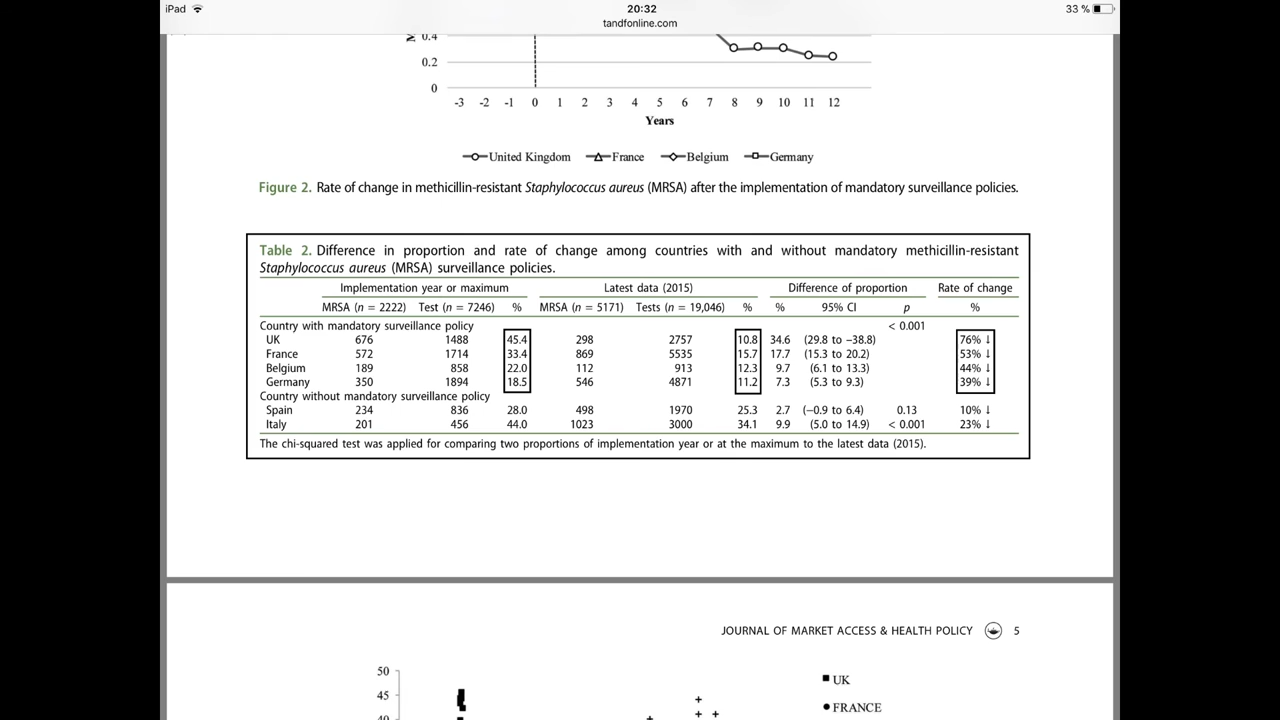 iPad 20:32 33 %
tandfonline.com
0.4
0.2
0
-3 -2 -1 0 1 2 3 4 5 6 7 8 9 10 11 12
Years
United Kingdom France Belgium Germany
Figure 2. Rate of change in methicillin-resistant Staphylococcus aureus (MRSA) after the implementation of mandatory surveillance policies.
Table 2. Difference in proportion and rate of change among countries with and without mandatory methicillin-resistant
Staphylococcus aureus (MRSA) surveillance policies.
Implementation year or maximum Latest data (2015) Difference of proportion Rate of change
MRSA (n = 2222) Test (n = 7246) % MRSA (n = 5171) Tests (n = 19,046) % % 95% CI p %
Country with mandatory surveillance policy < 0.001
UK 676 1488 45.4 298 2757 10.8 34.6 (29.8 to −38.8) 76% ↓
France 572 1714 33.4 869 5535 15.7 17.7 (15.3 to 20.2) 53% ↓
Belgium 189 858 22.0 112 913 12.3 9.7 (6.1 to 13.3) 44% ↓
Germany 350 1894 18.5 546 4871 11.2 7.3 (5.3 to 9.3) 39% ↓
Country without mandatory surveillance policy
Spain 234 836 28.0 498 1970 25.3 2.7 (−0.9 to 6.4) 0.13 10% ↓
Italy 201 456 44.0 1023 3000 34.1 9.9 (5.0 to 14.9) < 0.001 23% ↓
The chi-squared test was applied for comparing two proportions of implementation year or at the maximum to the latest data (2015).
JOURNAL OF MARKET ACCESS & HEALTH POLICY 5
50
UK
45
FRANCE